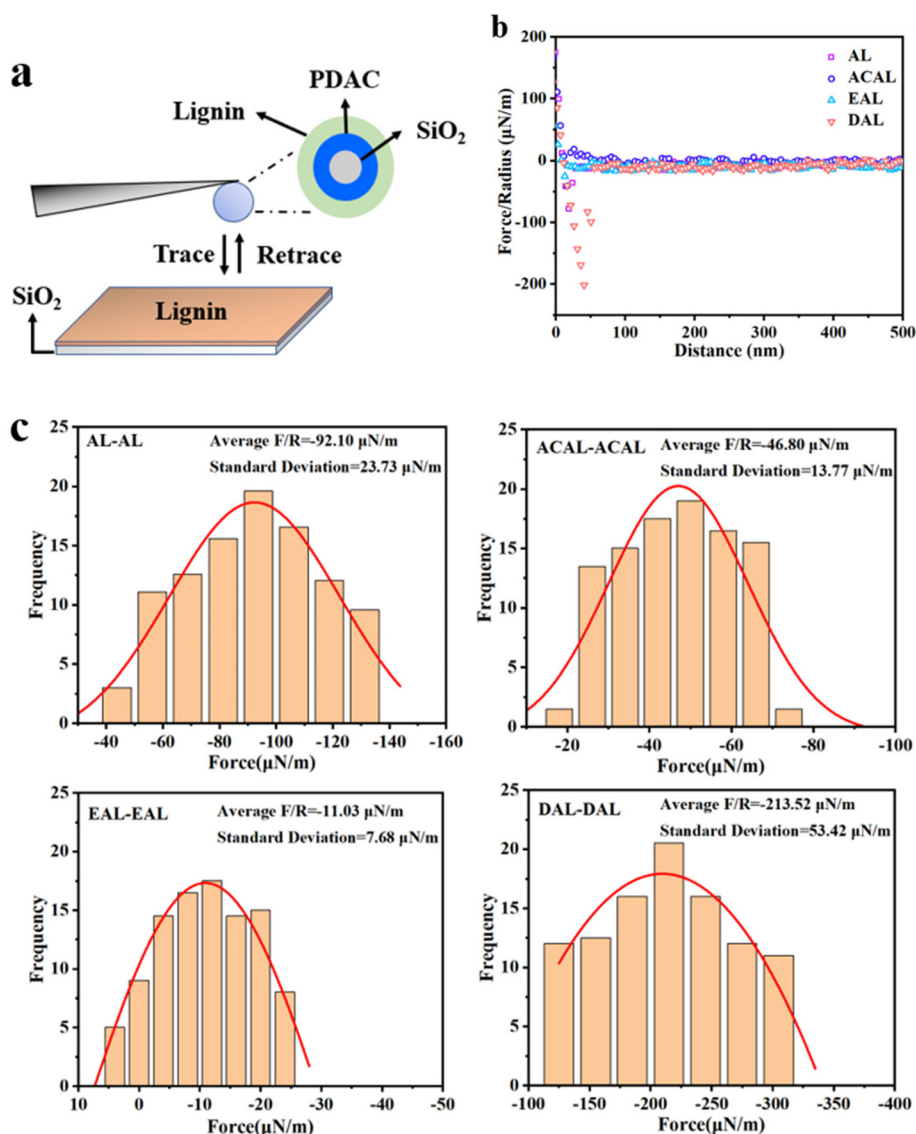 a
PDAC
Lignin
SiO₂
Trace
Retrace
SiO₂
Lignin
b
200
100
0
-100
-200
Force/Radius (μN/m)
AL
ACAL
EAL
DAL
0 100 200 300 400 500
Distance (nm)
c
AL-AL
Average F/R=-92.10 μN/m
Standard Deviation=23.73 μN/m
25
20
15
10
5
0
Frequency
-40 -60 -80 -100 -120 -140 -160
Force(μN/m)
ACAL-ACAL
Average F/R=-46.80 μN/m
Standard Deviation=13.77 μN/m
25
20
15
10
5
0
Frequency
-20 -40 -60 -80 -100
Force(μN/m)
EAL-EAL
Average F/R=-11.03 μN/m
Standard Deviation=7.68 μN/m
25
20
15
10
5
0
Frequency
10 0 -10 -20 -30 -40 -50
Force(μN/m)
DAL-DAL
Average F/R=-213.52 μN/m
Standard Deviation=53.42 μN/m
25
20
15
10
5
0
Frequency
-100 -150 -200 -250 -300 -350 -400
Force(μN/m)